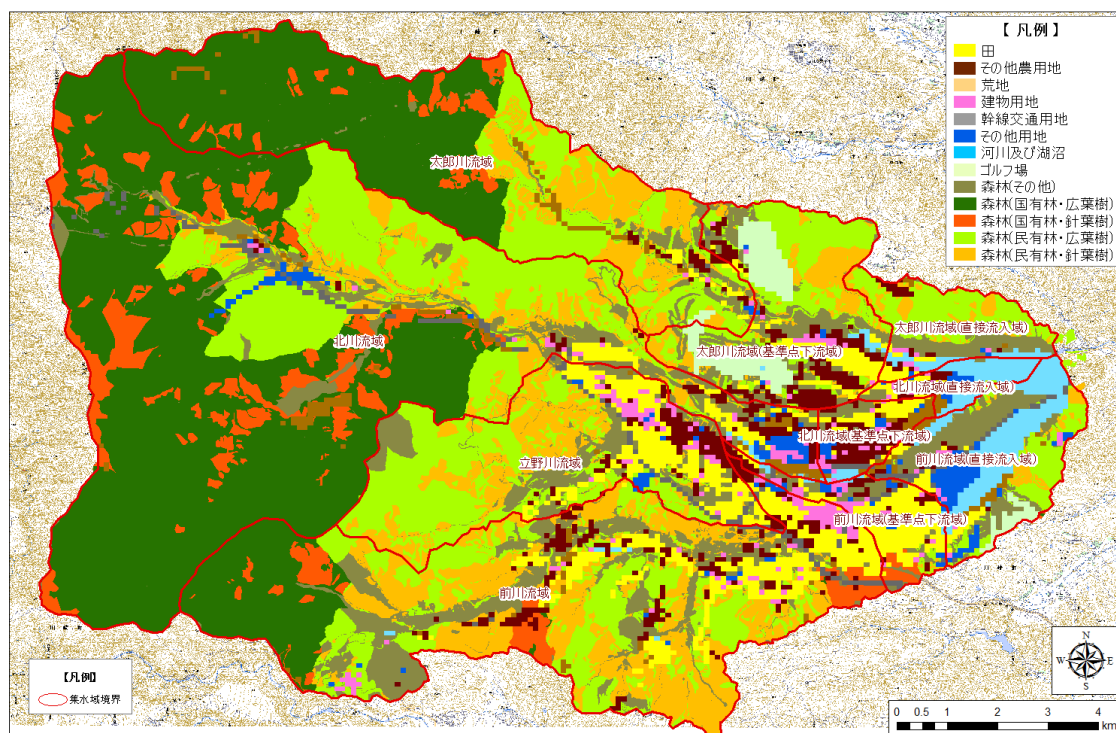 【 凡例 】
田
その他農用地
荒地
建物用地
幹線交通用地
その他用地
河川及び湖沼
ゴルフ場
森林(その他)
森林(国有林・広葉樹)
森林(国有林・針葉樹)
森林(民有林・広葉樹)
森林(民有林・針葉樹)
太郎川流域
太郎川流域(直接流入域)
北川流域
太郎川流域(基準点下流域)
北川流域(直接流入域)
北川流域(基準点下流域)
立野川流域
前川流域(直接流入域)
前川流域(基準点下流域)
前川流域
【凡例】
集水域境界
N
W E
S
0 0.5 1 2 3 4
km